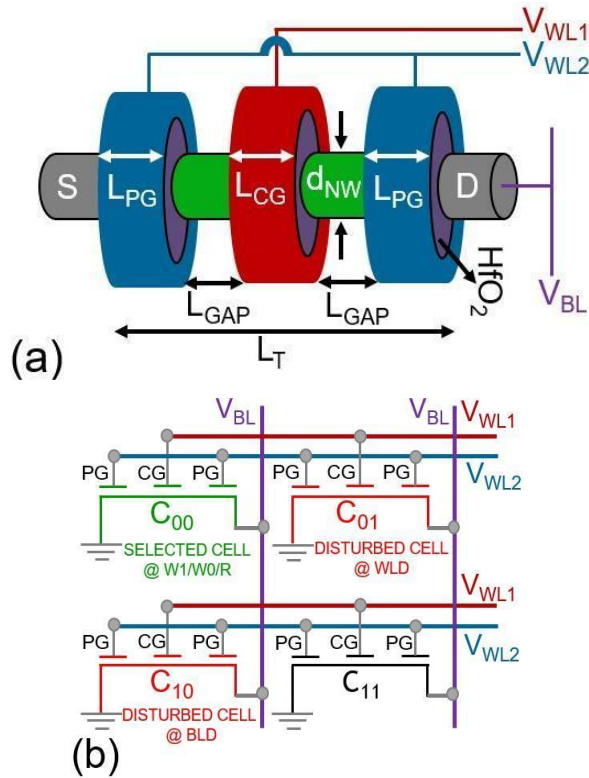 V_WL1
V_WL2
S
L_PG
L_CG
d_NW
L_PG
D
HfO_2
L_GAP
L_GAP
V_BL
L_T
(a)
V_BL
V_BL
V_WL1
PG
CG
PG
PG
CG
PG
V_WL2
C_00
C_01
SELECTED CELL
@ W1/W0/R
DISTURBED CELL
@ WLD
V_WL1
PG
CG
PG
PG
CG
PG
V_WL2
C_10
C_11
DISTURBED CELL
@ BLD
(b)